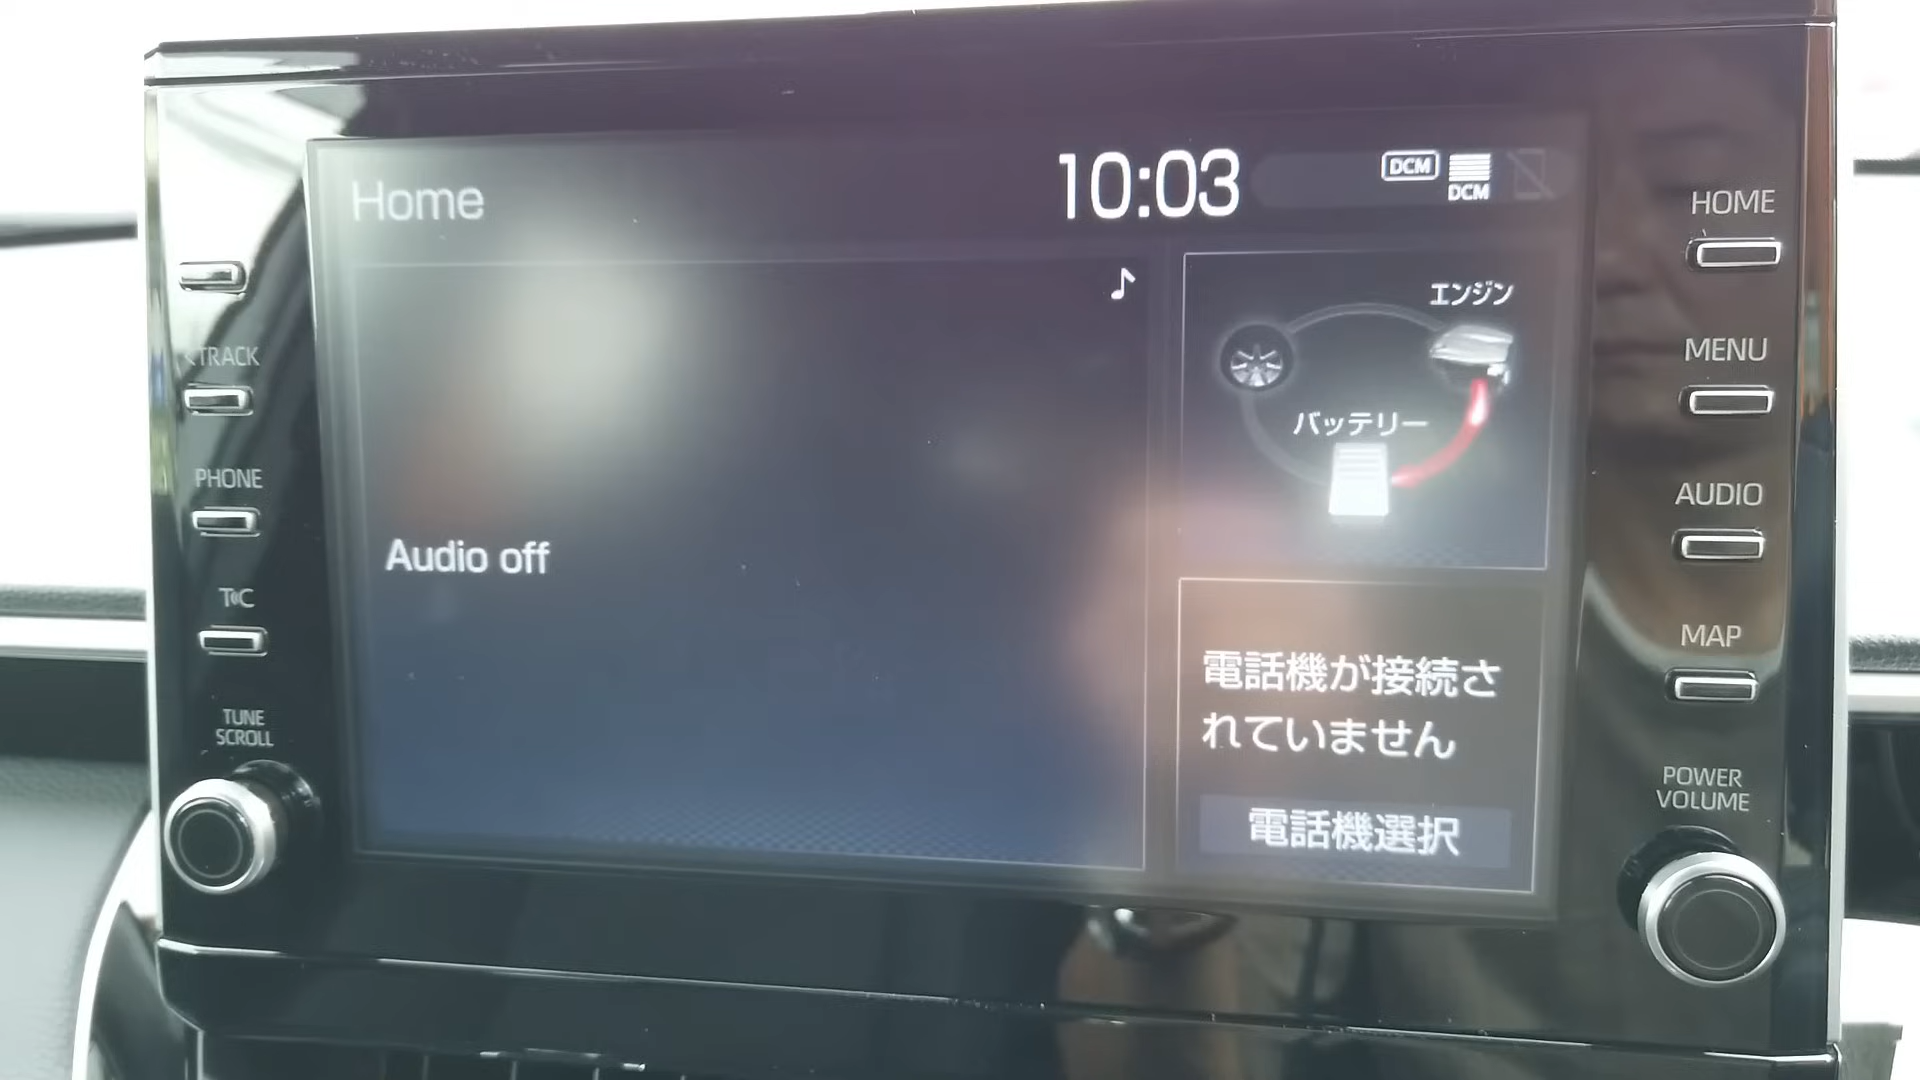 Home
10:03
DCM
DCM
♪
エンジン
バッテリー
Audio off
電話機が接続さ
れていません
電話機選択
<TRACK
PHONE
T C
TUNE
SCROLL
HOME
MENU
AUDIO
MAP
POWER
VOLUME